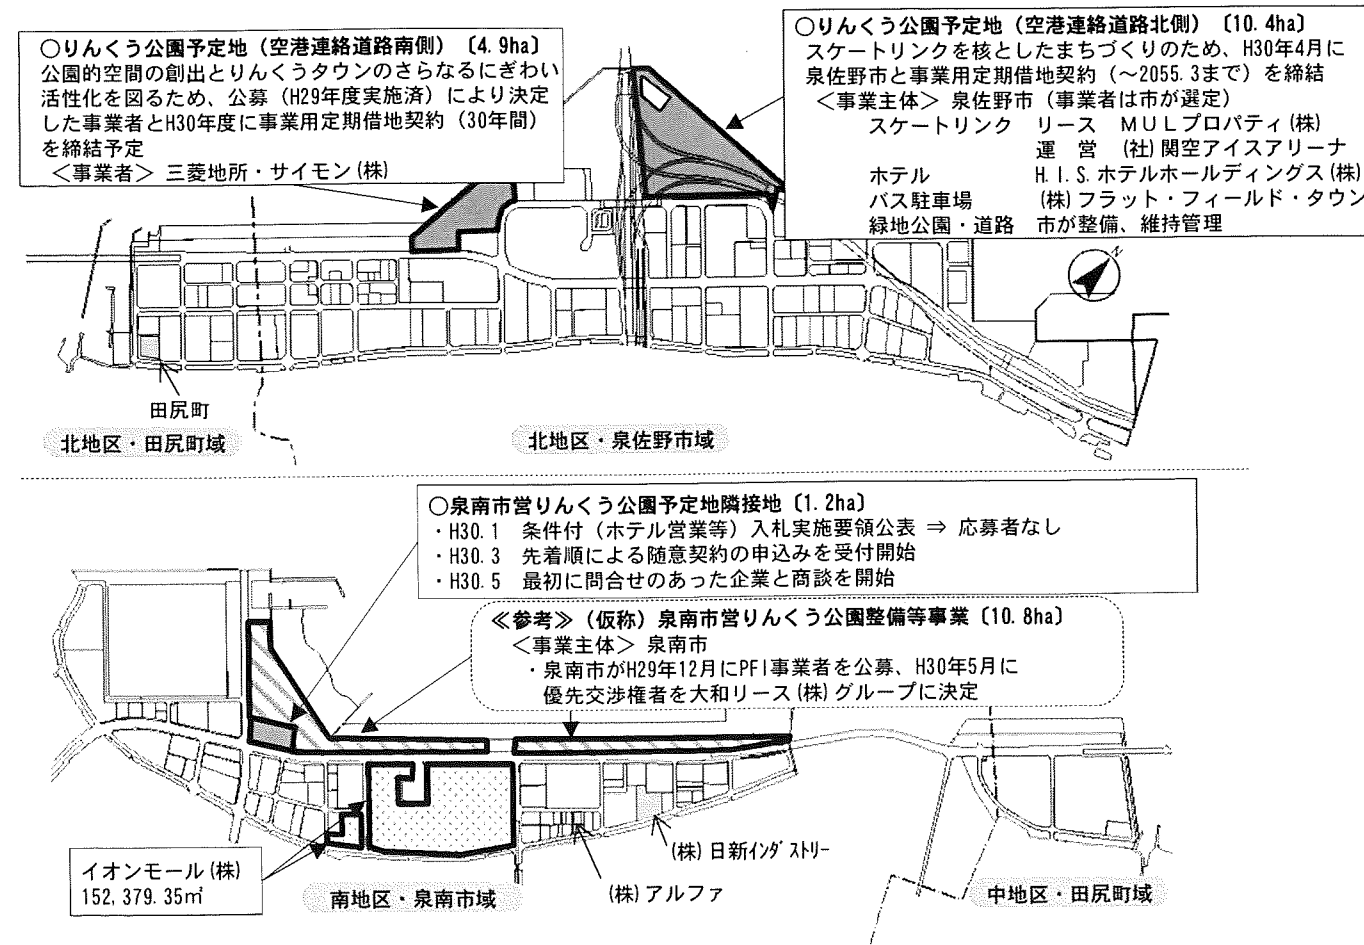 ○りんくう公園予定地（空港連絡道路南側）〔4.9ha〕
公園的空間の創出とりんくうタウンのさらなるにぎわい
活性化を図るため、公募（H29年度実施済）により決定
した事業者とH30年度に事業用定期借地契約（30年間）
を締結予定
＜事業者＞ 三菱地所・サイモン(株)
○りんくう公園予定地（空港連絡道路北側）〔10.4ha〕
スケートリンクを核としたまちづくりのため、H30年4月に
泉佐野市と事業用定期借地契約（～2055.3まで）を締結
＜事業主体＞ 泉佐野市（事業者は市が選定）
スケートリンク リース ＭＵＬプロパティ(株)
運 営 (社)関空アイスアリーナ
ホテル H.I.S.ホテルホールディングス(株)
バス駐車場 (株)フラット・フィールド・タウン
緑地公園・道路 市が整備、維持管理
N
田尻町
北地区・田尻町域
北地区・泉佐野市域
○泉南市営りんくう公園予定地隣接地〔1.2ha〕
・H30.1 条件付（ホテル営業等）入札実施要領公表 ⇒ 応募者なし
・H30.3 先着順による随意契約の申込みを受付開始
・H30.5 最初に問合せのあった企業と商談を開始
≪参考≫（仮称）泉南市営りんくう公園整備等事業〔10.8ha〕
＜事業主体＞ 泉南市
・泉南市がH29年12月にPFI事業者を公募、H30年5月に
優先交渉権者を大和リース(株)グループに決定
イオンモール(株)
152,379.35㎡
(株)日新インダストリー
(株)アルファ
南地区・泉南市域
中地区・田尻町域